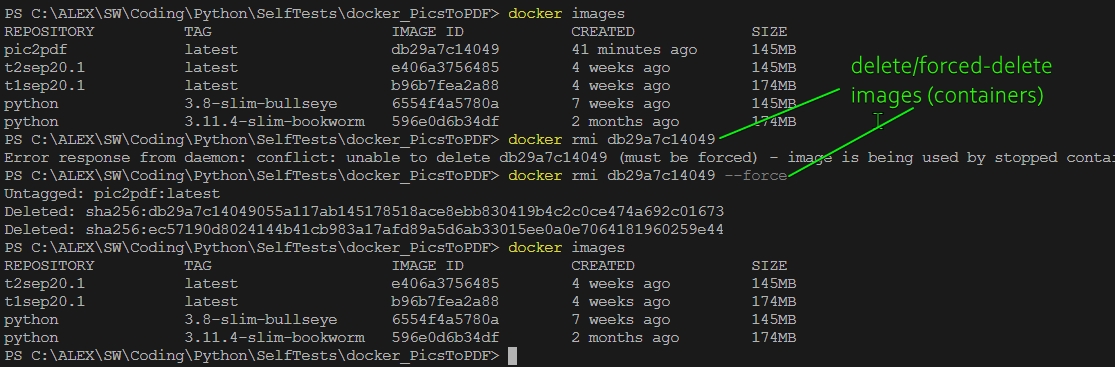 PS C:\ALEX\SW\Coding\Python\SelfTests\docker_PicsToPDF> docker images
REPOSITORY TAG IMAGE ID CREATED SIZE
pic2pdf latest db29a7c14049 41 minutes ago 145MB
t2sep20.1 latest e406a3756485 4 weeks ago 145MB
t1sep20.1 latest b96b7fea2a88 4 weeks ago 174MB
python 3.8-slim-bullseye 6554f4a5780a 7 weeks ago 145MB
python 3.11.4-slim-bookworm 596e0d6b34df 2 months ago 174MB
delete/forced-delete
images (containers)
PS C:\ALEX\SW\Coding\Python\SelfTests\docker_PicsToPDF> docker rmi db29a7c14049
Error response from daemon: conflict: unable to delete db29a7c14049 (must be forced) - image is being used by stopped contai
PS C:\ALEX\SW\Coding\Python\SelfTests\docker_PicsToPDF> docker rmi db29a7c14049 --force
Untagged: pic2pdf:latest
Deleted: sha256:db29a7c14049055a117ab145178518ace8ebb830419b4c2c0ce474a692c01673
Deleted: sha256:ec57190d8024144b41cb983a17afd89a5d6ab33015ee0a0e7064181960259e44
PS C:\ALEX\SW\Coding\Python\SelfTests\docker_PicsToPDF> docker images
REPOSITORY TAG IMAGE ID CREATED SIZE
t2sep20.1 latest e406a3756485 4 weeks ago 145MB
t1sep20.1 latest b96b7fea2a88 4 weeks ago 174MB
python 3.8-slim-bullseye 6554f4a5780a 7 weeks ago 145MB
python 3.11.4-slim-bookworm 596e0d6b34df 2 months ago 174MB
PS C:\ALEX\SW\Coding\Python\SelfTests\docker_PicsToPDF>